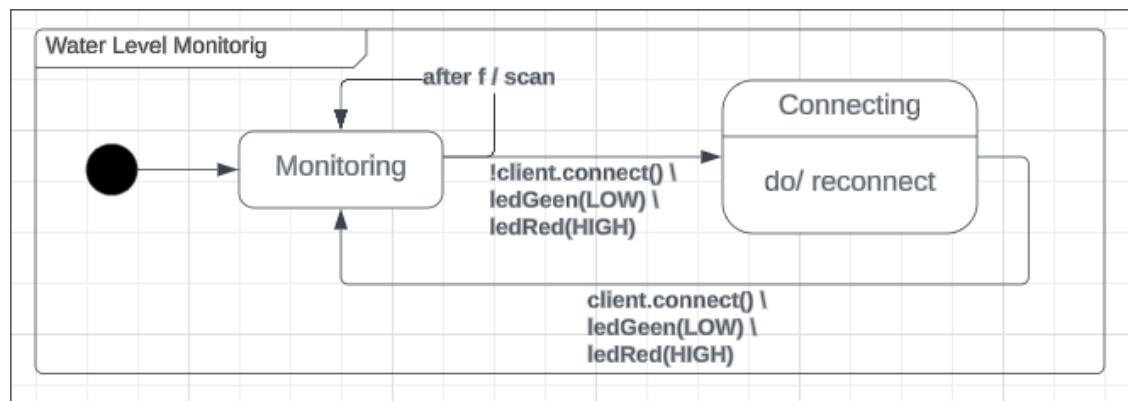 Water Level Monitorig
after f / scan
Monitoring
Connecting
do/ reconnect
!client.connect() \
ledGeen(LOW) \
ledRed(HIGH)
client.connect() \
ledGeen(LOW) \
ledRed(HIGH)